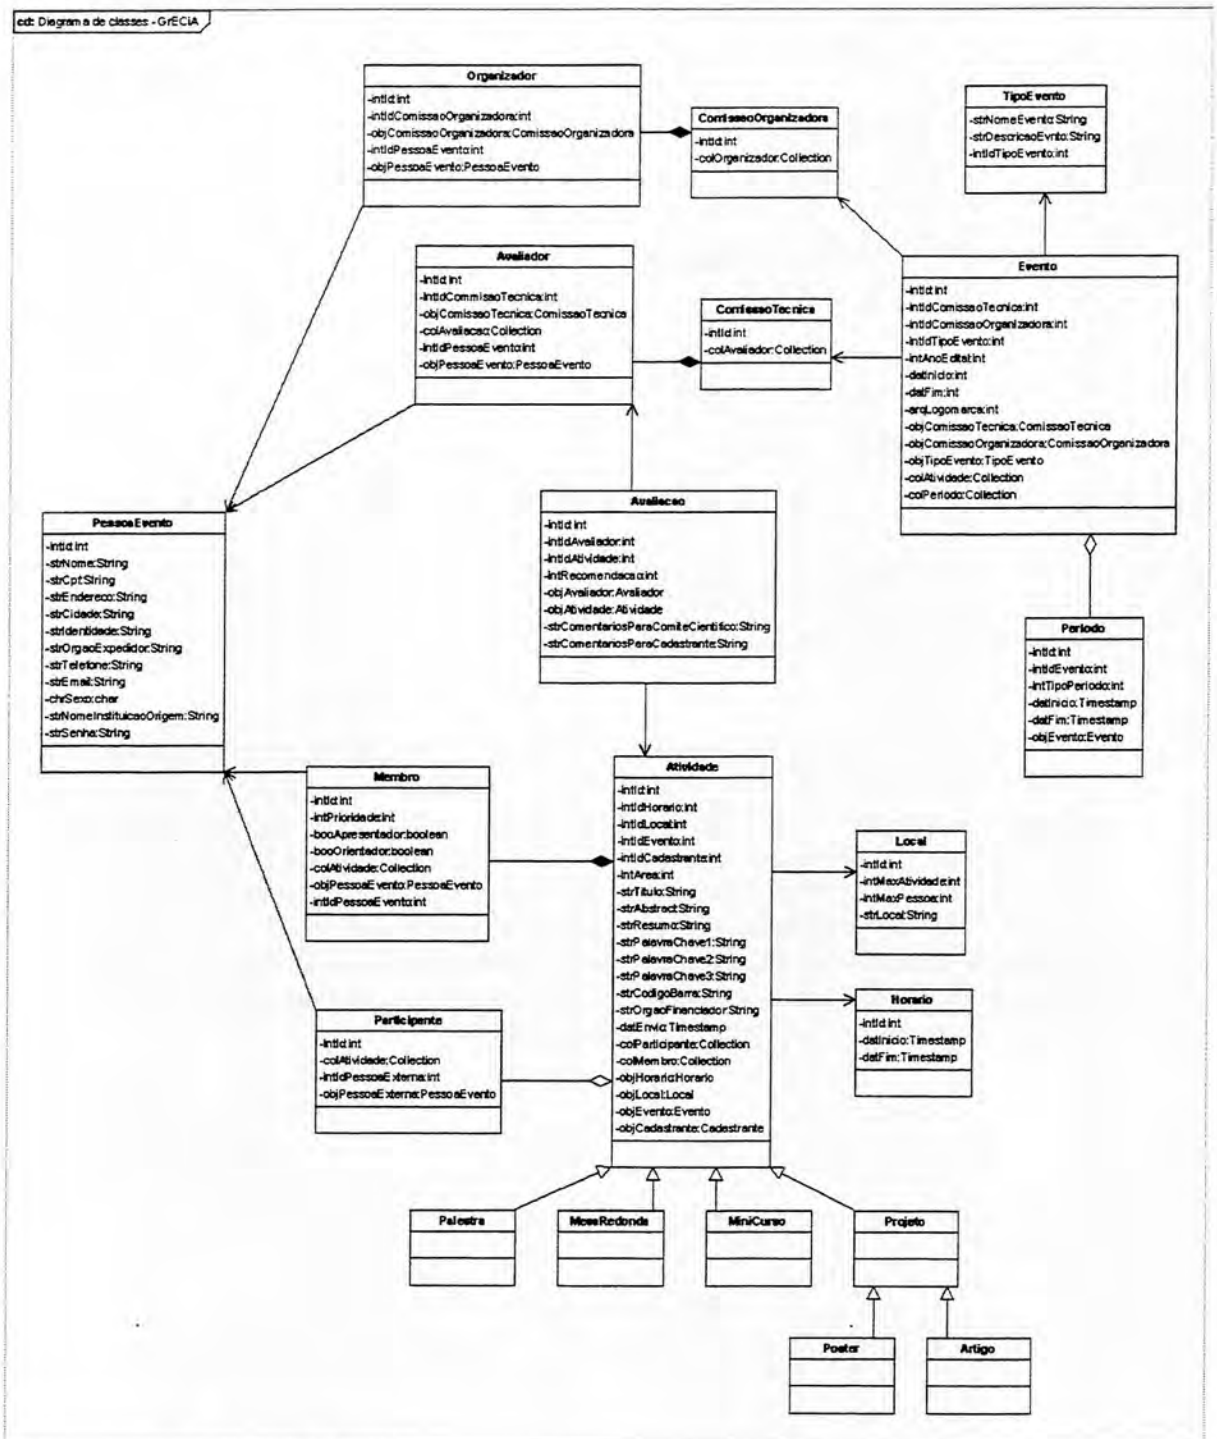 cd: Diagrama de classes - GrECiA
Organizador
-intId:int
-intIdComissaoOrganizadora:int
-objComissaoOrganizadora:ComissaoOrganizadora
-intIdPessoaEvento:int
-objPessoaEvento:PessoaEvento
ComissaoOrganizadora
-intId:int
-colOrganizador:Collection
TipoEvento
-strNomeEvento:String
-strDescricaoEvnto:String
-intIdTipoEvento:int
Avaliador
-intId:int
-intIdCommisaoTecnica:int
-objComissaoTecnica:ComissaoTecnica
-colAvaliacao:Collection
-intIdPessoaEvento:int
-objPessoaEvento:PessoaEvento
ComissaoTecnica
-intId:int
-colAvaliador:Collection
Evento
-intId:int
-intIdComissaoTecnica:int
-intIdComissaoOrganizadora:int
-intIdTipoEvento:int
-intAnoEdital:int
-datInicio:int
-datFim:int
-arqLogomarca:int
-objComissaoTecnica:ComissaoTecnica
-objComissaoOrganizadora:ComissaoOrganizadora
-objTipoEvento:TipoEvento
-colAtividade:Collection
-colPeriodo:Collection
PessoaEvento
-intId:int
-strNome:String
-strCpf:String
-strEndereco:String
-strCidade:String
-strIdentidade:String
-strOrgaoExpedidor:String
-strTelefone:String
-strEmail:String
-chrSexo:char
-strNomeInstituicaoOrigem:String
-strSenha:String
Avaliacao
-intId:int
-intIdAvaliador:int
-intIdAtividade:int
-intRecomendacao:int
-objAvaliador:Avaliador
-objAtividade:Atividade
-strComentariosParaComiteCientifico:String
-strComentariosParaCadastrante:String
Periodo
-intId:int
-intIdEvento:int
-intTipoPeriodo:int
-datInicio:Timestamp
-datFim:Timestamp
-objEvento:Evento
Membro
-intId:int
-intPrioridade:int
-booApresentador:boolean
-booOrientador:boolean
-colAtividade:Collection
-objPessoaEvento:PessoaEvento
-intIdPessoaEvento:int
Atividade
-intId:int
-intIdHorario:int
-intIdLocal:int
-intIdEvento:int
-intIdCadastrante:int
-intArea:int
-strTitulo:String
-strAbstract:String
-strResumo:String
-strPalavraChave1:String
-strPalavraChave2:String
-strPalavraChave3:String
-strCodigoBarra:String
-strOrgaoFinanciador:String
-datEnvio:Timestamp
-colParticipante:Collection
-colMembro:Collection
-objHorario:Horario
-objLocal:Local
-objEvento:Evento
-objCadastrante:Cadastrante
Local
-intId:int
-intMaxAtividade:int
-intMaxPessoa:int
-strLocal:String
Horario
-intId:int
-datInicio:Timestamp
-datFim:Timestamp
Participante
-intId:int
-colAtividade:Collection
-intIdPessoaExterna:int
-objPessoaExterna:PessoaEvento
Palestra
MesaRedonda
MiniCurso
Projeto
Poster
Artigo